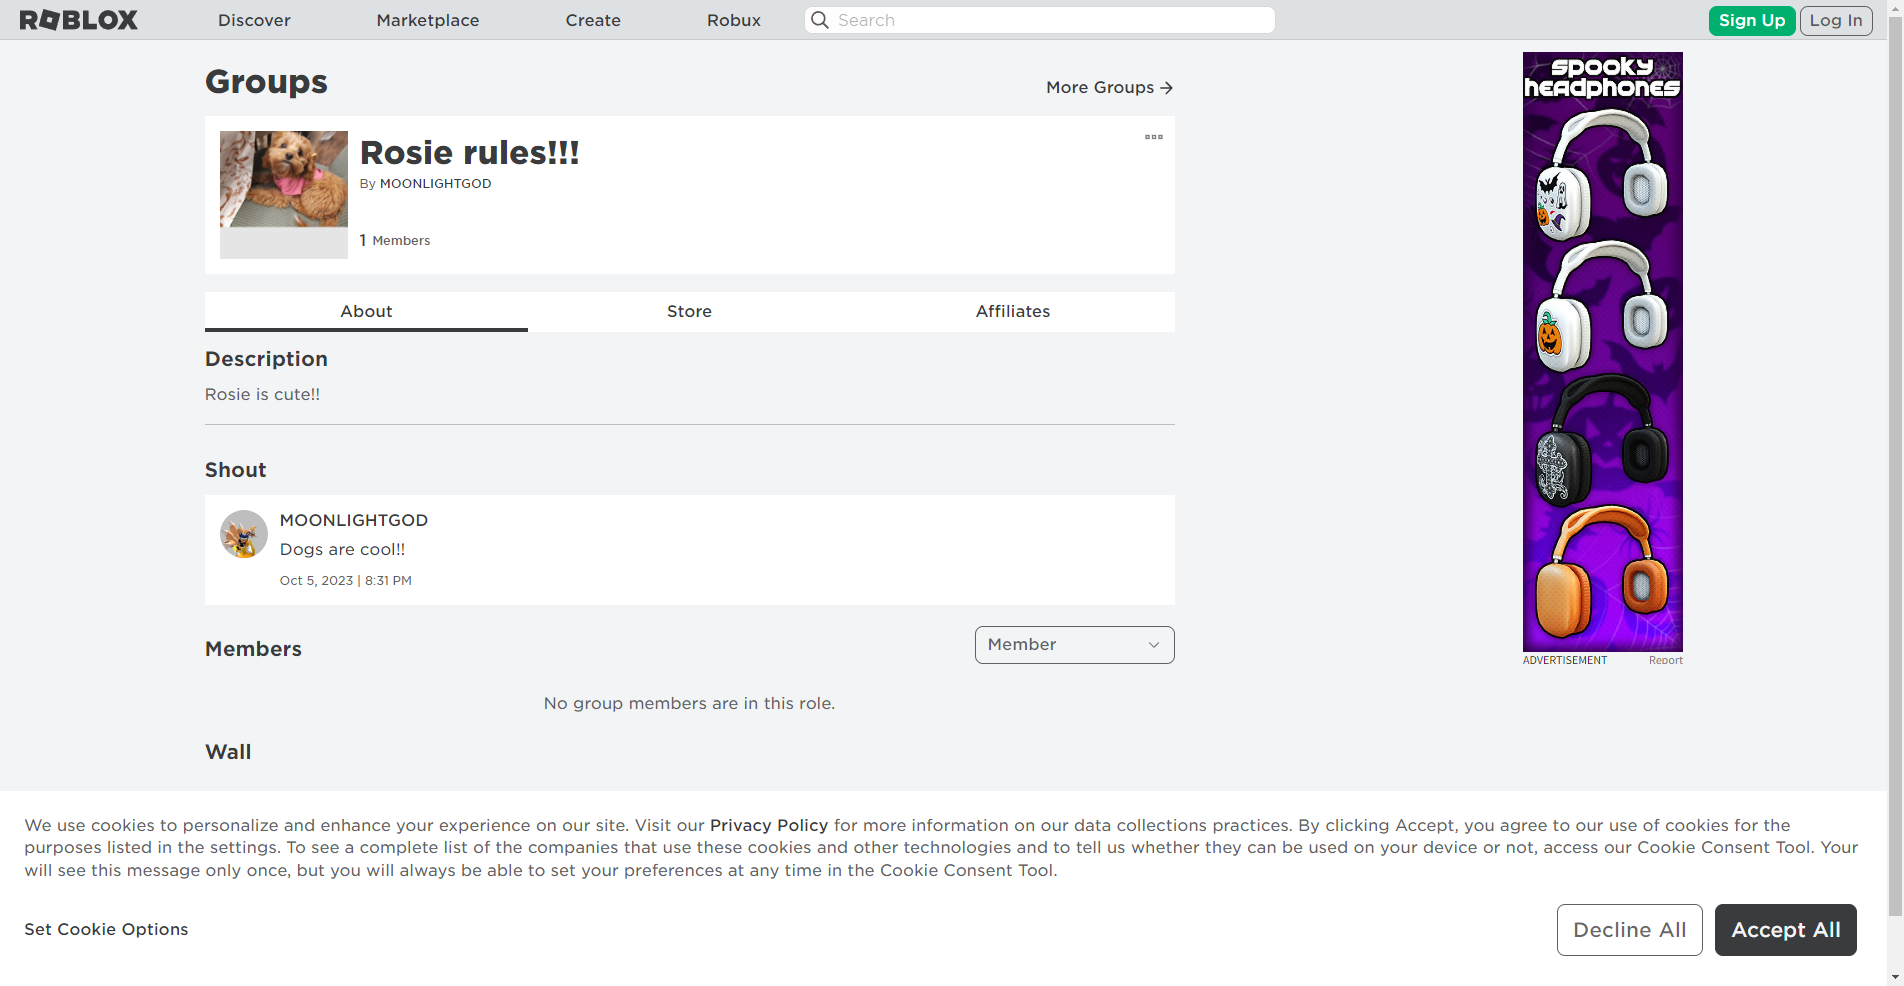 ROBLOX
Discover
Marketplace
Create
Robux
Search
Sign Up
Log In
Groups
More Groups
Rosie rules!!!
By MOONLIGHTGOD
1 Members
About
Store
Affiliates
Description
Rosie is cute!!
Shout
MOONLIGHTGOD
Dogs are cool!!
Oct 5, 2023 | 8:31 PM
Members
Member
No group members are in this role.
Wall
spooky
headphones
ADVERTISEMENT
Report
We use cookies to personalize and enhance your experience on our site. Visit our Privacy Policy for more information on our data collections practices. By clicking Accept, you agree to our use of cookies for the
purposes listed in the settings. To see a complete list of the companies that use these cookies and other technologies and to tell us whether they can be used on your device or not, access our Cookie Consent Tool. Your
will see this message only once, but you will always be able to set your preferences at any time in the Cookie Consent Tool.
Set Cookie Options
Decline All
Accept All